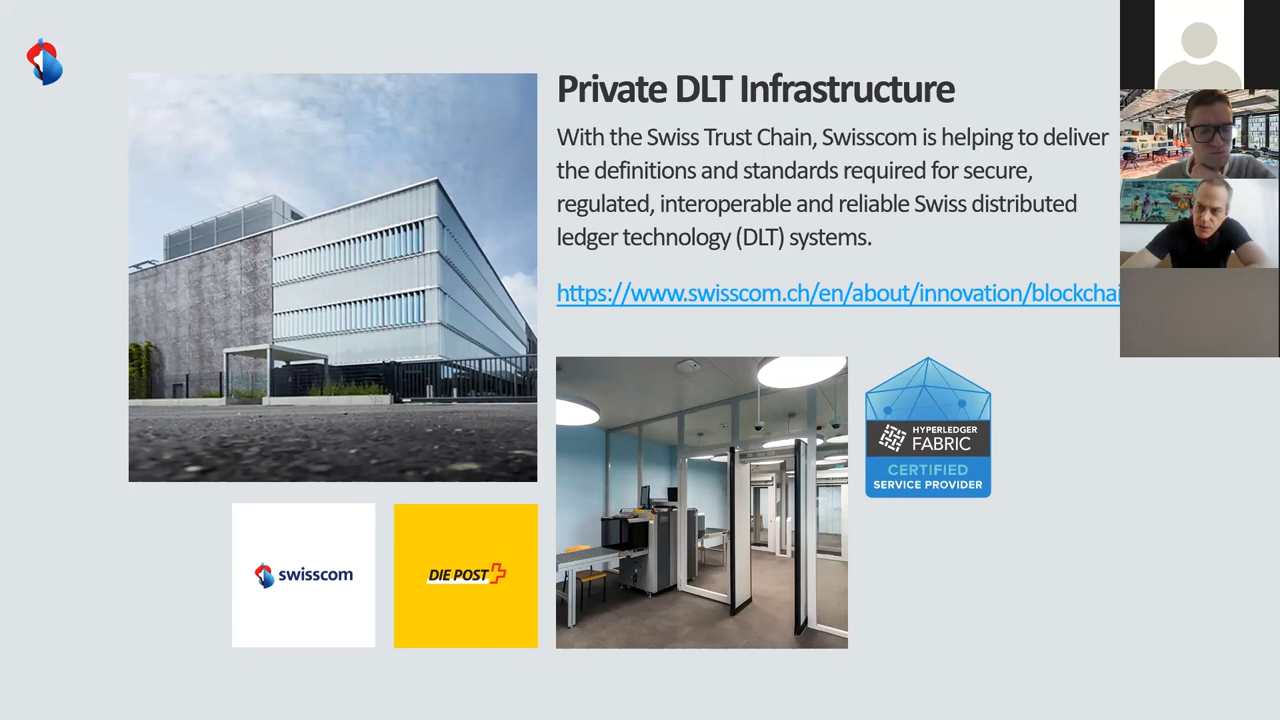 Private DLT Infrastructure
With the Swiss Trust Chain, Swisscom is helping to deliver
the definitions and standards required for secure,
regulated, interoperable and reliable Swiss distributed
ledger technology (DLT) systems.
https://www.swisscom.ch/en/about/innovation/blockchai
HYPERLEDGER
FABRIC
CERTIFIED
SERVICE PROVIDER
swisscom
DIE POST